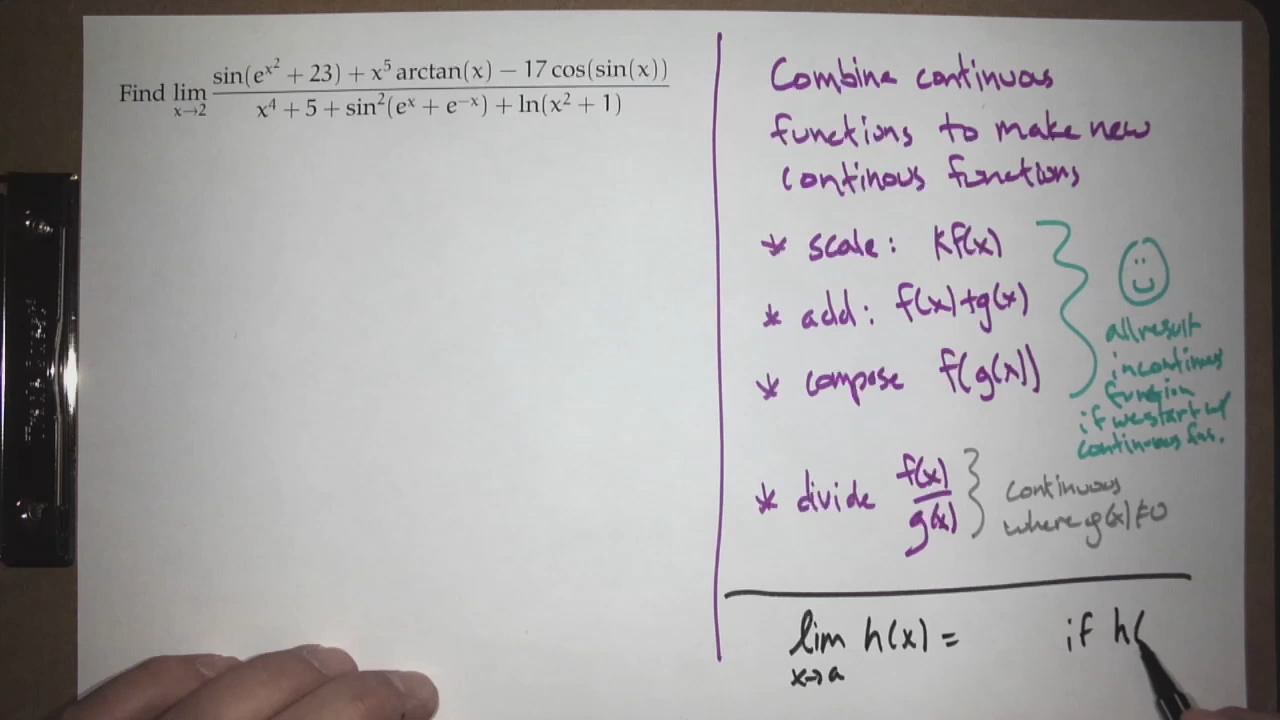 Find lim x→2 sin(e^x² + 23) + x⁵ arctan(x) − 17 cos(sin(x)) / x⁴ + 5 + sin²(eˣ + e⁻ˣ) + ln(x² + 1)
Combine continuous
functions to make new
continous functions
* scale: kf(x)
* add: f(x)+g(x)
* compose f(g(x))
all result
in continuous
function
if we start w/
continuous fns.
* divide f(x)/g(x)
continuous
where g(x)≠0
lim h(x) = if h(
x→a